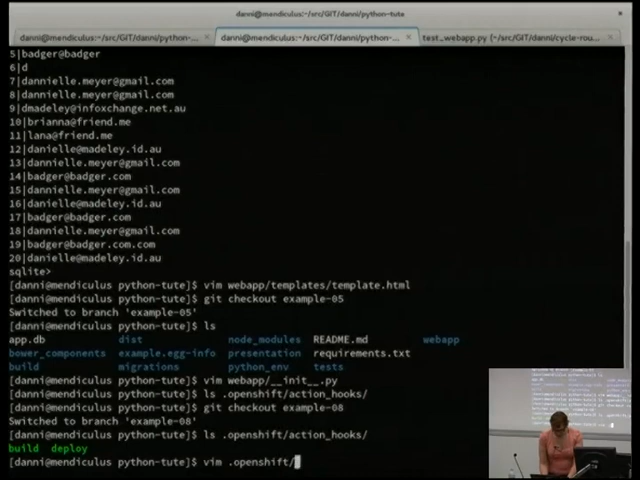 danni@mendiculus:~/src/GIT/danni/python-tute
danni@mendiculus:~/src/GIT/danni/python-... × danni@mendiculus:~/src/GIT/danni/python-... × test_webapp.py (~/src/GIT/danni/cycle-rou... ×
5|badger@badger
6|d
7|dannielle.meyer@gmail.com
8|dannielle.meyer@gmail.com
9|dmadeley@infoxchange.net.au
10|brianna@friend.me
11|lana@friend.me
12|danielle@madeley.id.au
13|dannielle.meyer@gmail.com
14|badger@badger.com
15|dannielle.meyer@gmail.com
16|danielle@madeley.id.au
17|badger@badger.com
18|dannielle.meyer@gmail.com
19|badger@badger.com.com
20|danielle@madeley.id.au
sqlite>
[danni@mendiculus python-tute]$ vim webapp/templates/template.html
[danni@mendiculus python-tute]$ git checkout example-05
Switched to branch 'example-05'
[danni@mendiculus python-tute]$ ls
app.db dist node_modules README.md webapp
bower_components example.egg-info presentation requirements.txt
build migrations python_env tests
[danni@mendiculus python-tute]$ vim webapp/__init__.py
[danni@mendiculus python-tute]$ ls .openshift/action_hooks/
[danni@mendiculus python-tute]$ git checkout example-08
Switched to branch 'example-08'
[danni@mendiculus python-tute]$ ls .openshift/action_hooks/
build deploy
[danni@mendiculus python-tute]$ vim .openshift/